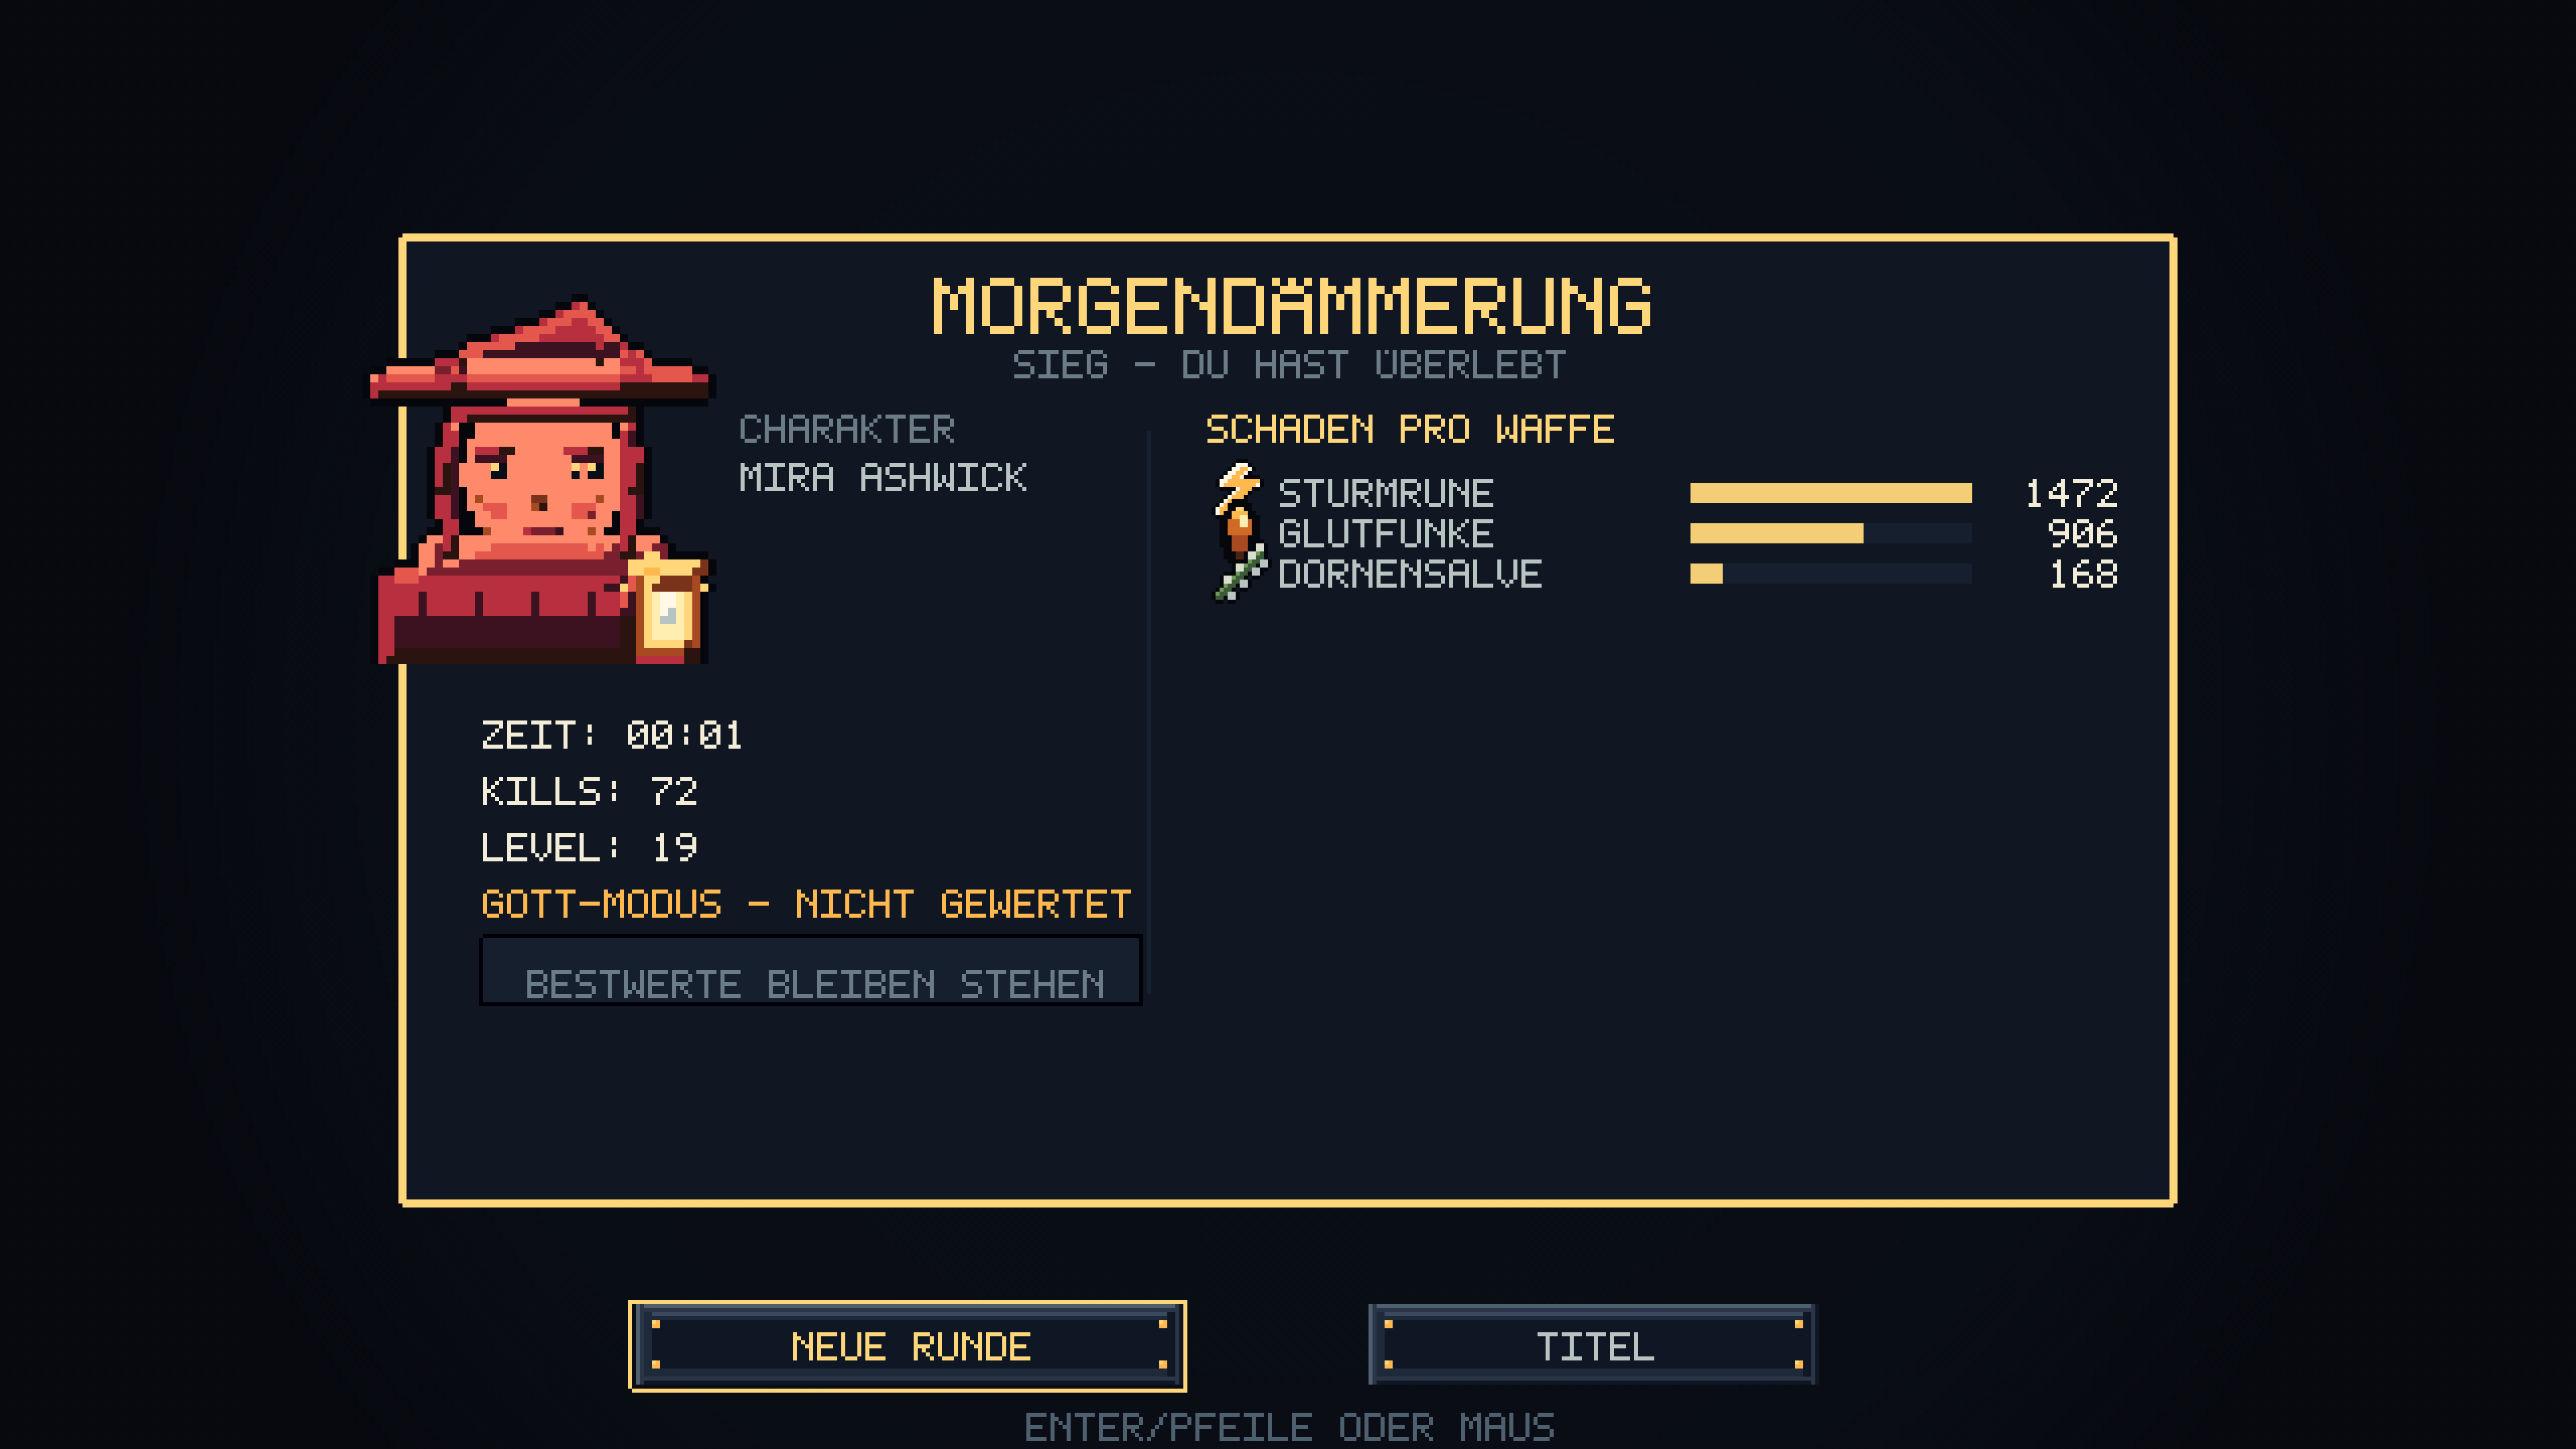 MORGENDÄMMERUNG
SIEG – DU HAST ÜBERLEBT
CHARAKTER
MIRA ASHWICK
SCHADEN PRO WAFFE
STURMRUNE 1472
GLUTFUNKE 906
DORNENSALVE 168
ZEIT: 00:01
KILLS: 72
LEVEL: 19
GOTT-MODUS – NICHT GEWERTET
BESTWERTE BLEIBEN STEHEN
NEUE RUNDE
TITEL
ENTER/PFEILE ODER MAUS